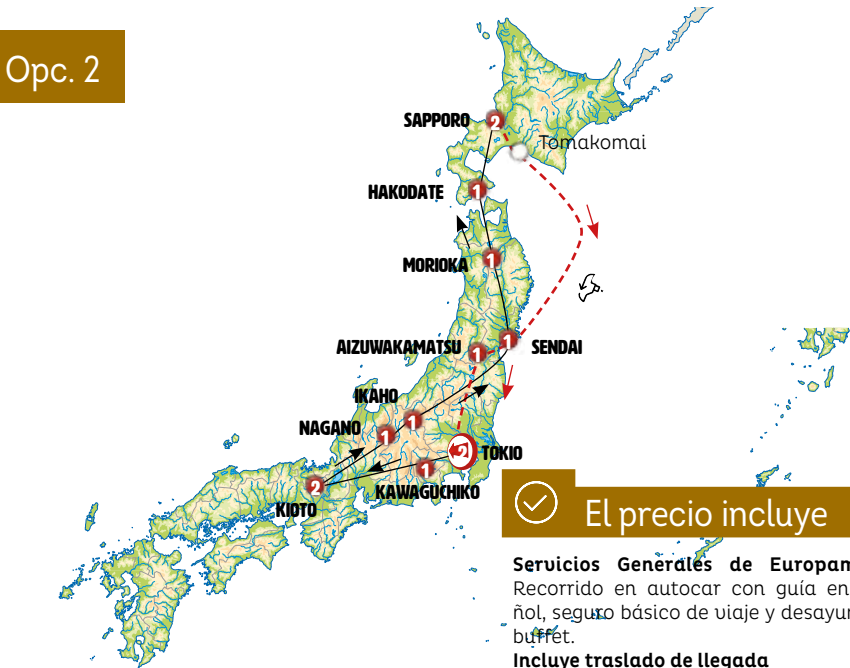 Opc. 2
SAPPORO
2
Tomakomai
HAKODATE
1
MORIOKA
1
AIZUWAKAMATSU
1
1
SENDAI
IKAHO
1
NAGANO
1
2
TOKIO
1
KAWAGUCHIKO
2
KIOTO
El precio incluye
Servicios Generales de Europam
Recorrido en autocar con guía en
ñol, seguro básico de viaje y desayun
buffét.
Incluye traslado de llegada